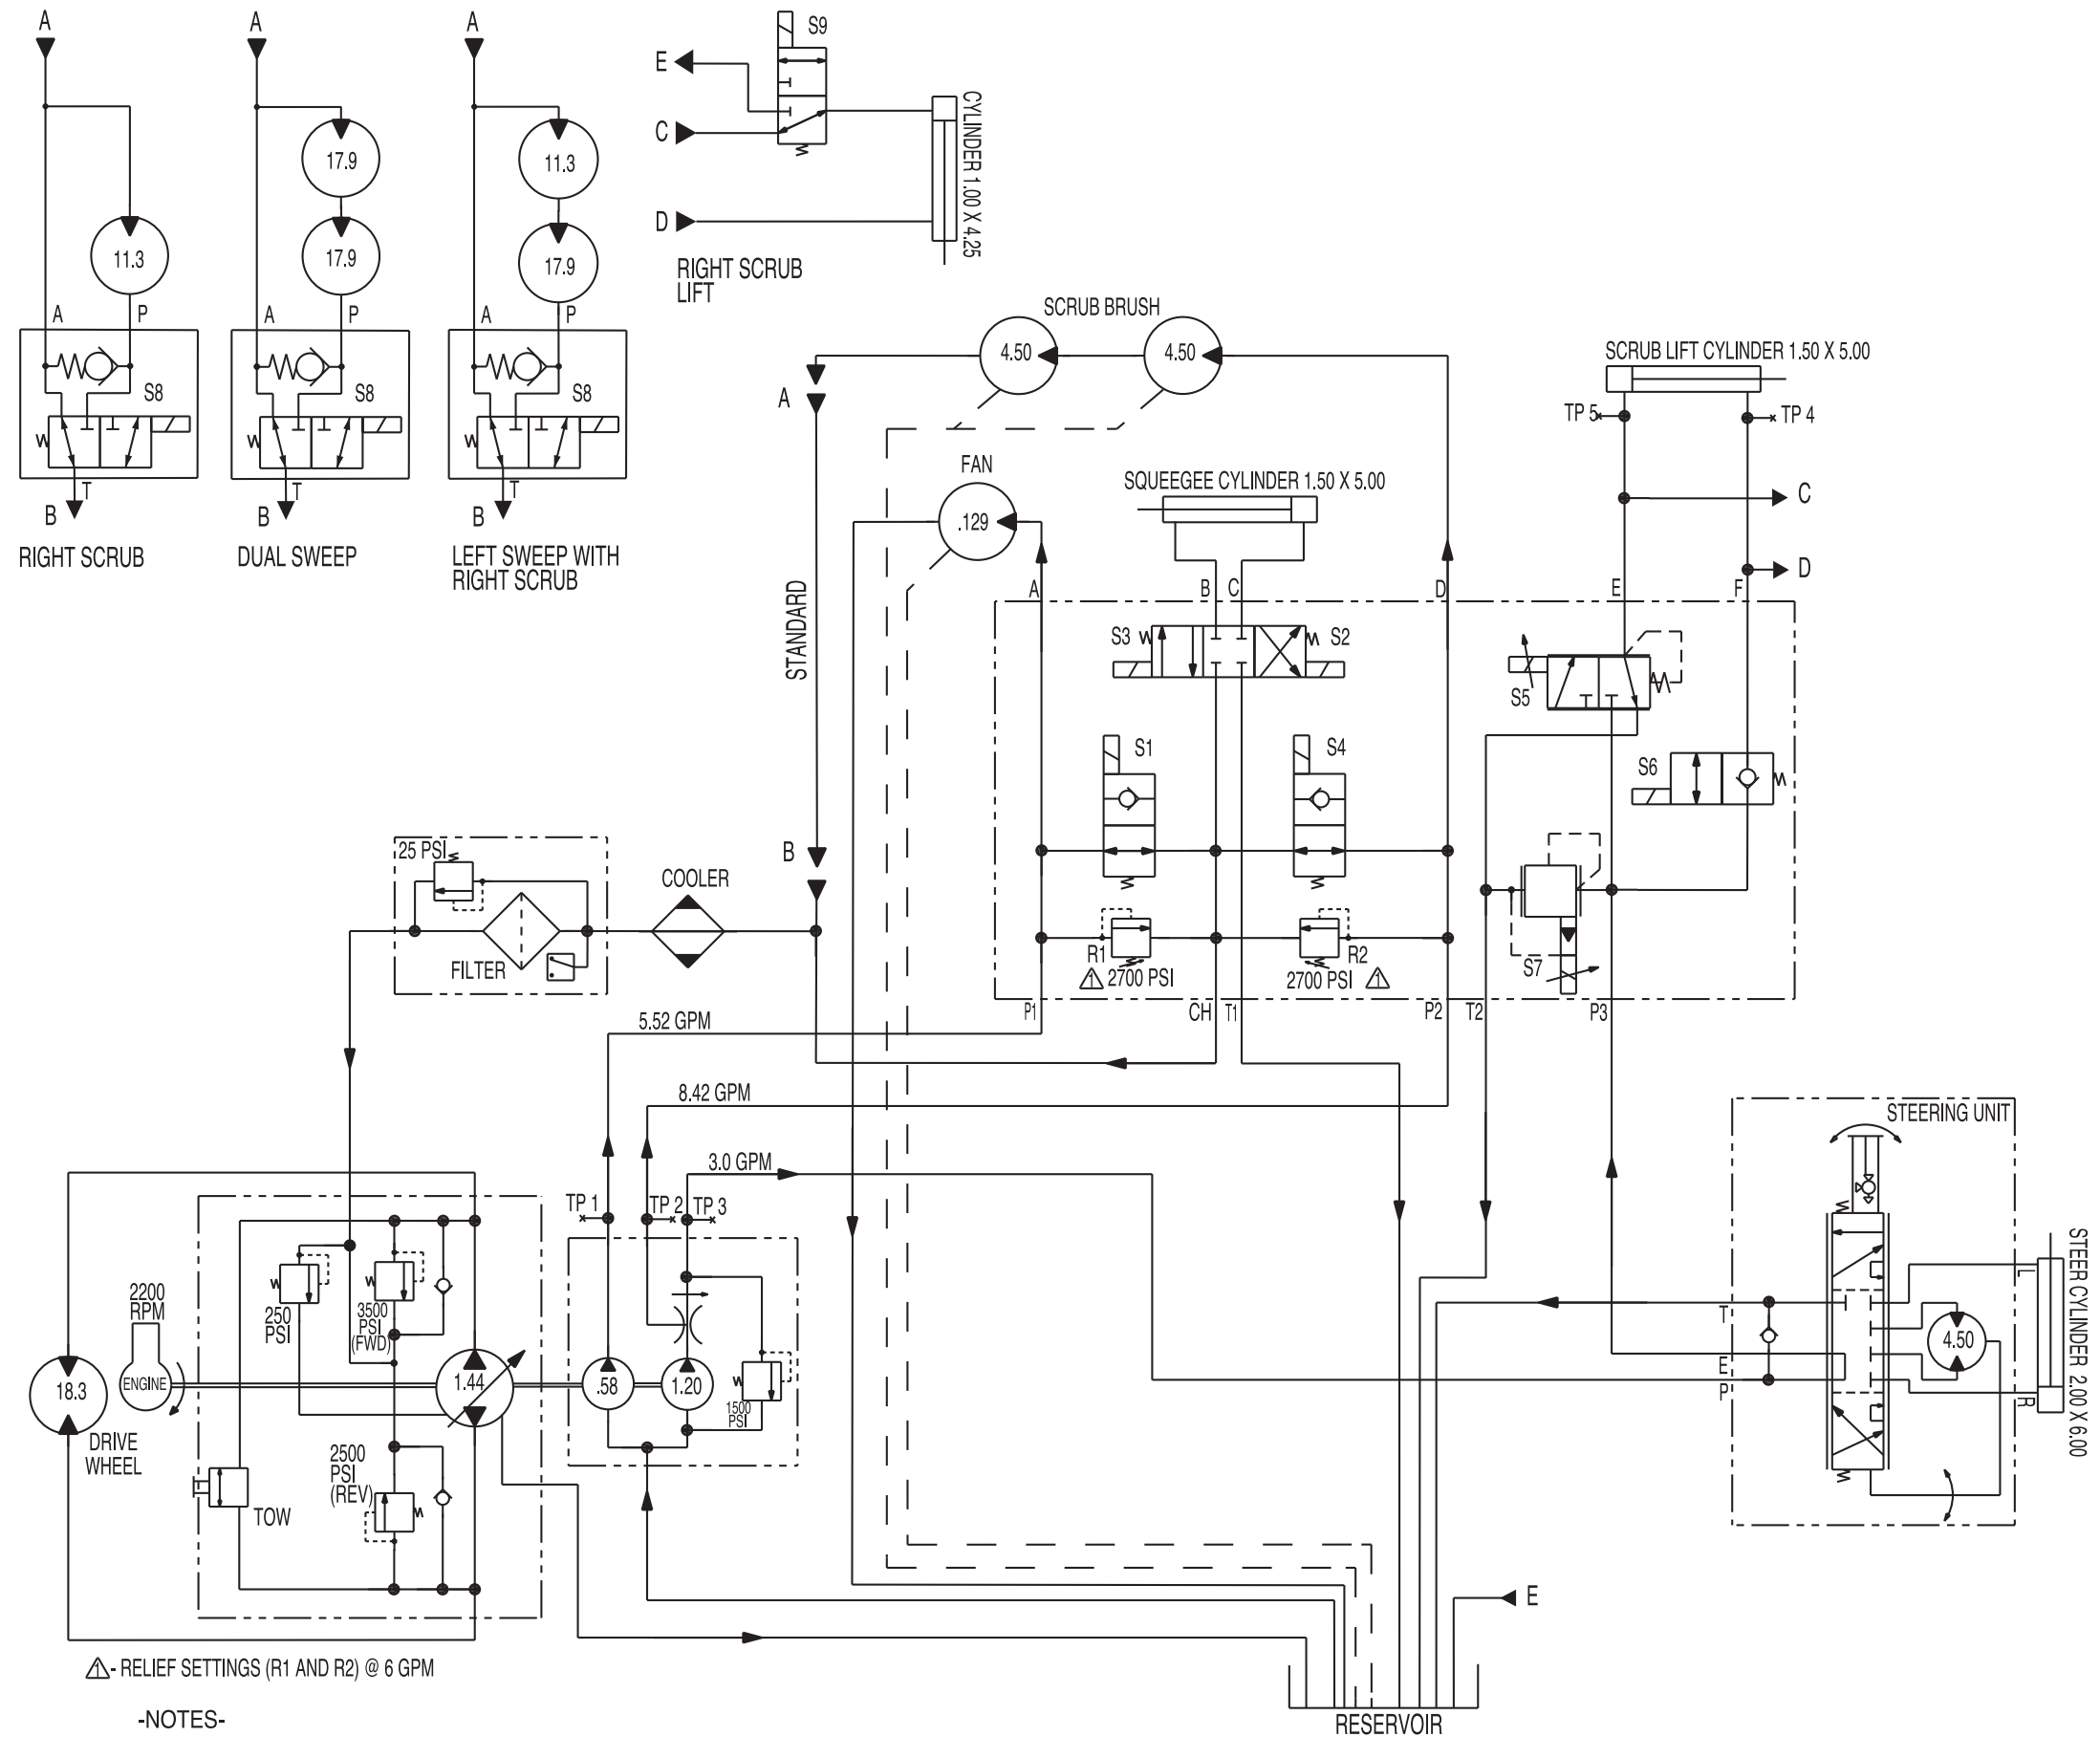 A
A
A
S9
E
C
D
CYLINDER 1.00 X 4.25
RIGHT SCRUB
LIFT
11.3
17.9
17.9
11.3
17.9
A
P
A
P
A
P
S8
S8
S8
T
T
T
B
B
B
RIGHT SCRUB
DUAL SWEEP
LEFT SWEEP WITH
RIGHT SCRUB
SCRUB BRUSH
4.50
4.50
A
FAN
.129
SQUEEGEE CYLINDER 1.50 X 5.00
SCRUB LIFT CYLINDER 1.50 X 5.00
TP 5
TP 4
C
D
STANDARD
A
B
C
D
E
F
S3
S2
S5
S1
S4
S6
S7
R1
R2
⚠1 2700 PSI
2700 PSI ⚠1
P1
CH
T1
P2
T2
P3
B
25 PSI
FILTER
COOLER
5.52 GPM
8.42 GPM
3.0 GPM
TP 1
TP 2
TP 3
2200
RPM
ENGINE
18.3
DRIVE
WHEEL
250
PSI
3500
PSI
(FWD)
1.44
.58
1.20
1500
PSI
2500
PSI
(REV)
TOW
STEERING UNIT
T
E
P
4.50
L
R
STEER CYLINDER 2.00 X 6.00
E
RESERVOIR
⚠1 - RELIEF SETTINGS (R1 AND R2) @ 6 GPM
-NOTES-